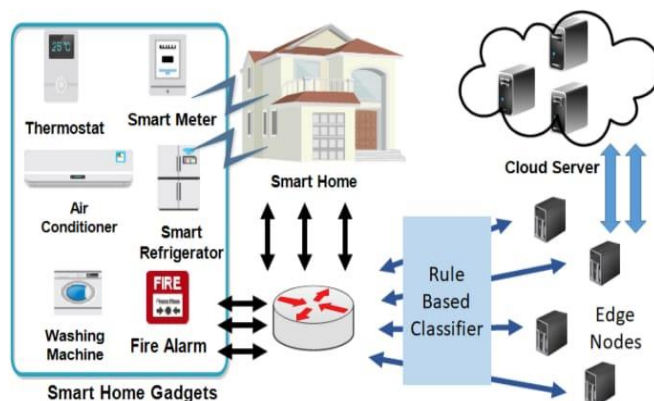 25°C
Thermostat
Smart Meter
Air
Conditioner
Smart
Refrigerator
Washing
Machine
FIRE
Fire Alarm
Smart Home Gadgets
Smart Home
Cloud Server
Rule
Based
Classifier
Edge
Nodes